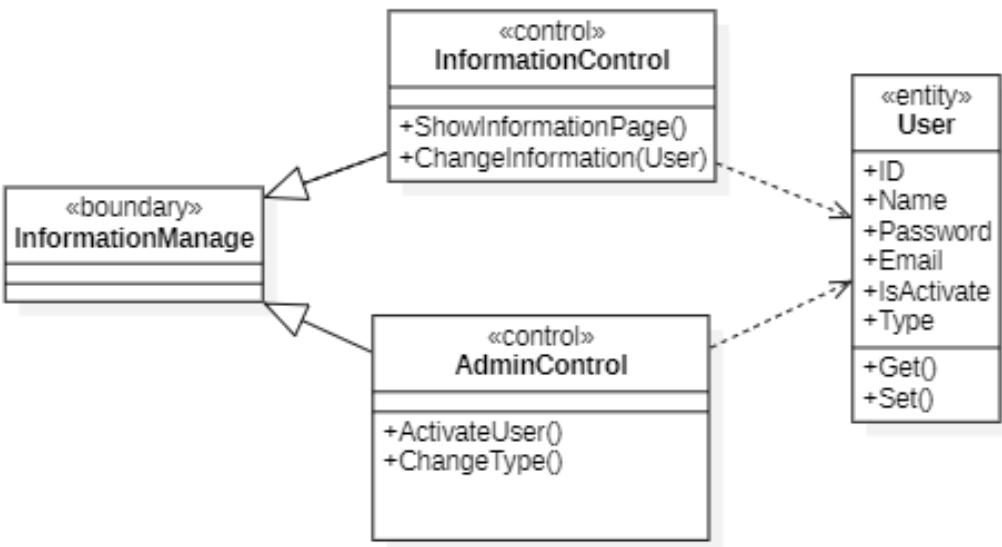 «control»
InformationControl
+ShowInformationPage()
+ChangeInformation(User)
«boundary»
InformationManage
«control»
AdminControl
+ActivateUser()
+ChangeType()
«entity»
User
+ID
+Name
+Password
+Email
+IsActivate
+Type
+Get()
+Set()